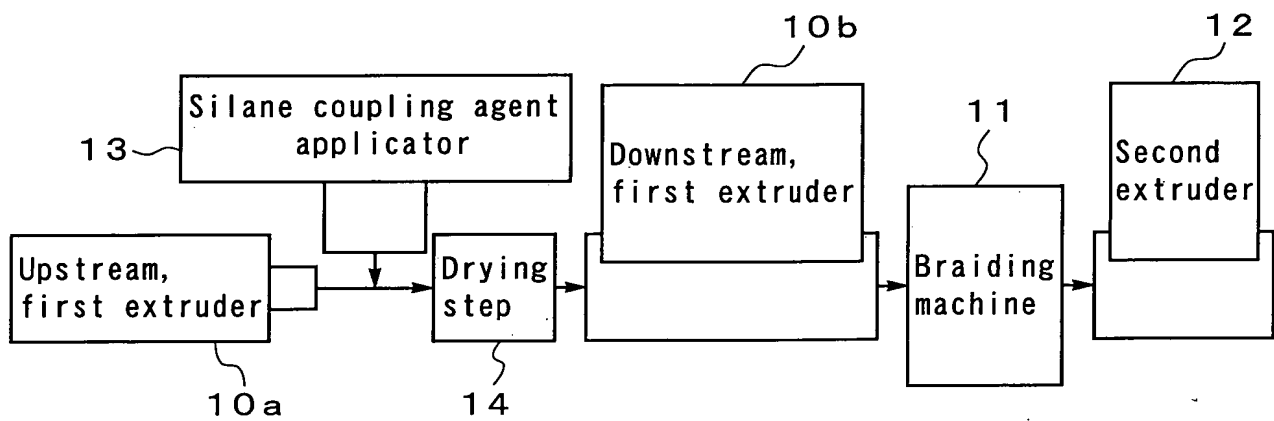 10b
12
Silane coupling agent
applicator
13
11
Downstream,
first extruder
Second
extruder
Upstream,
first extruder
Drying
step
Braiding
machine
10a
14